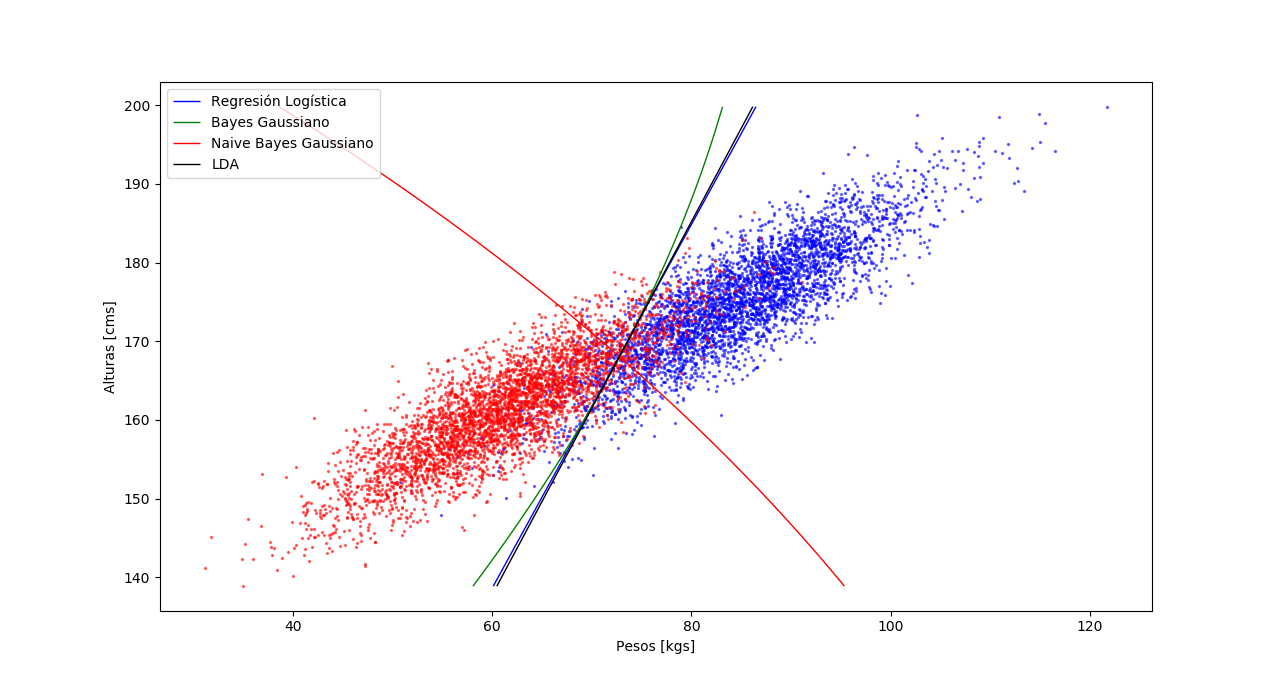 Regresión Logística
Bayes Gaussiano
Naive Bayes Gaussiano
LDA
200
190
180
170
160
150
140
Alturas [cms]
40 60 80 100 120
Pesos [kgs]